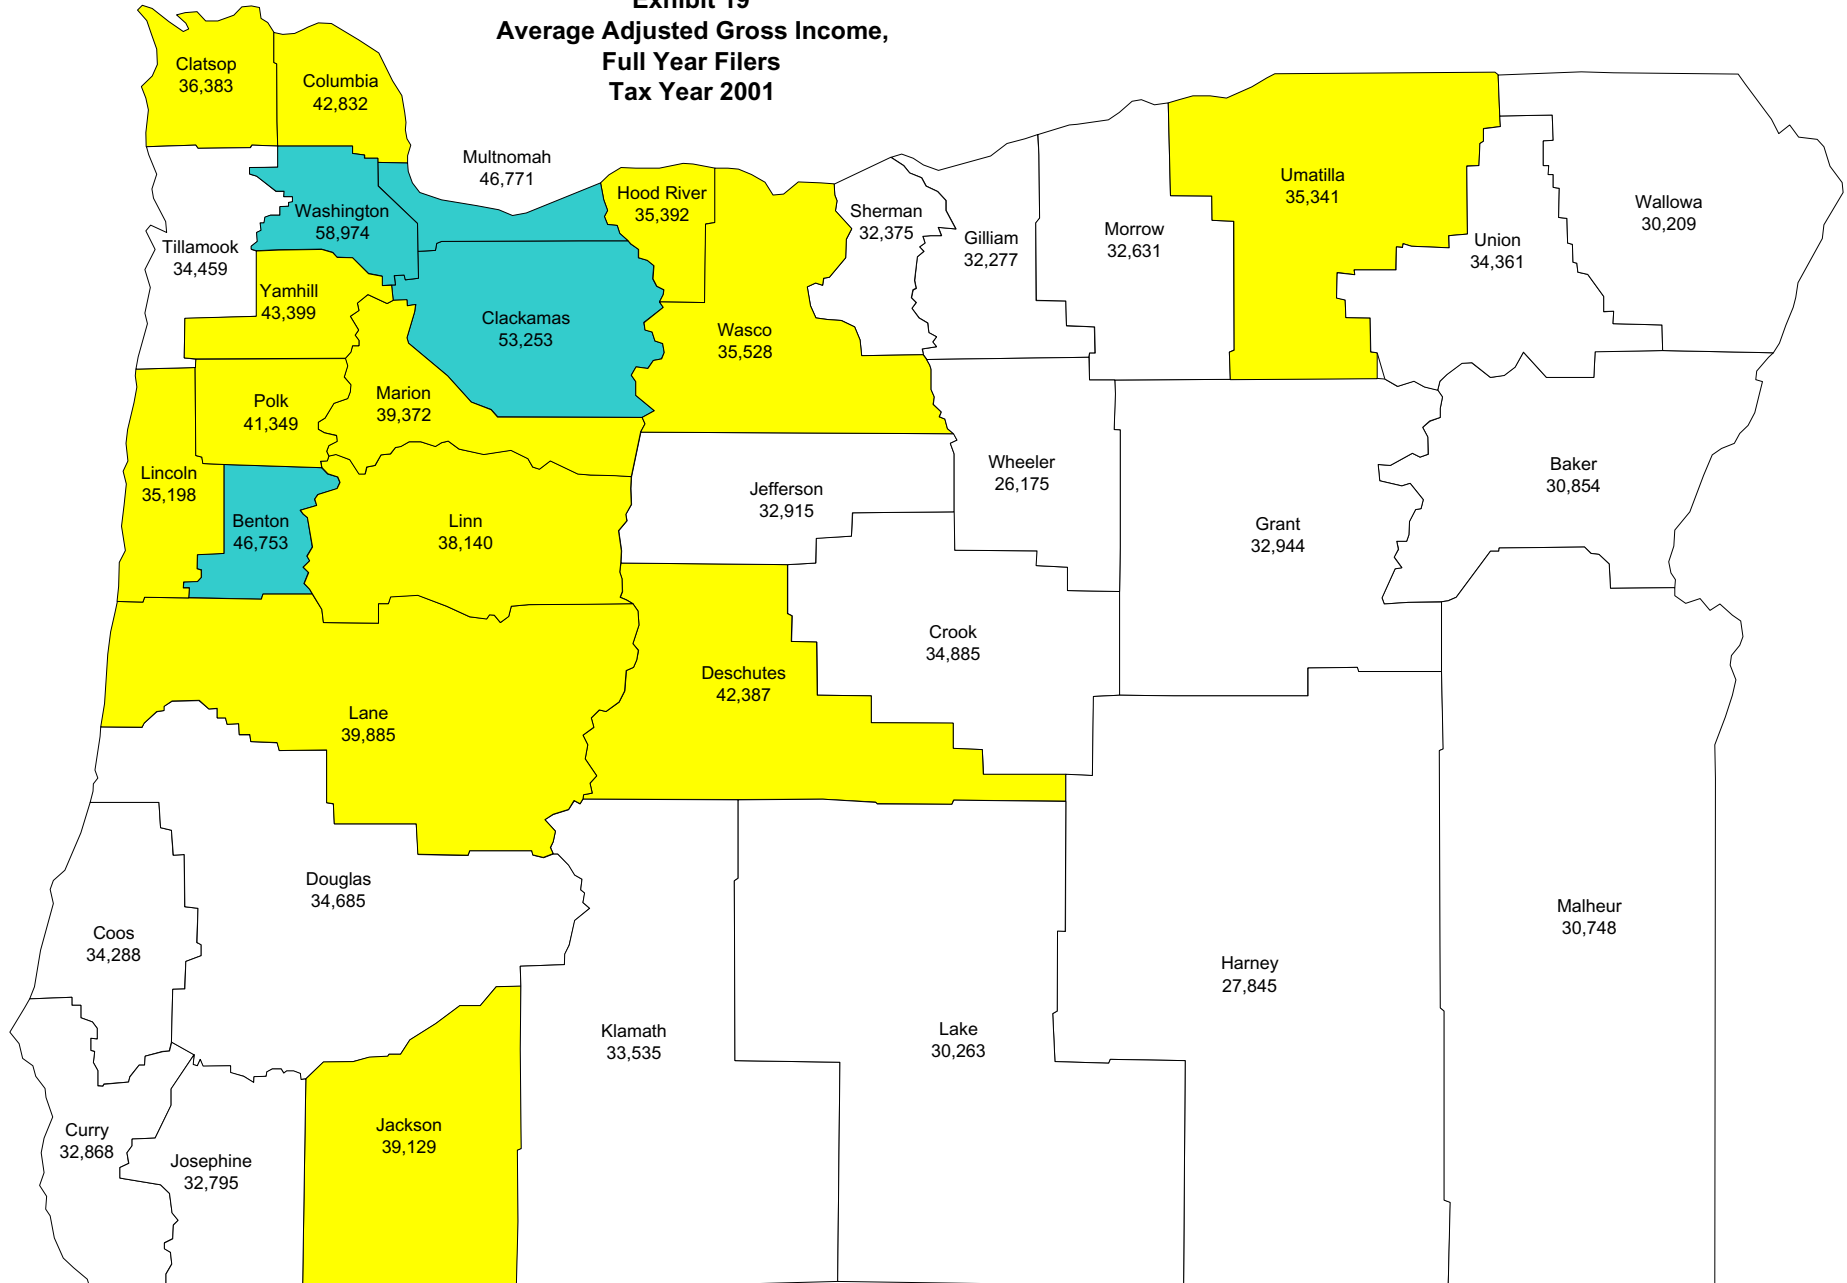 Exhibit 19
Average Adjusted Gross Income,
Full Year Filers
Tax Year 2001
Clatsop
36,383
Columbia
42,832
Multnomah
46,771
Hood River
35,392
Umatilla
35,341
Washington
58,974
Sherman
32,375
Wallowa
30,209
Tillamook
34,459
Gilliam
32,277
Morrow
32,631
Union
34,361
Yamhill
43,399
Clackamas
53,253
Wasco
35,528
Polk
41,349
Marion
39,372
Lincoln
35,198
Benton
46,753
Linn
38,140
Jefferson
32,915
Wheeler
26,175
Grant
32,944
Baker
30,854
Crook
34,885
Deschutes
42,387
Lane
39,885
Douglas
34,685
Coos
34,288
Malheur
30,748
Harney
27,845
Klamath
33,535
Lake
30,263
Curry
32,868
Jackson
39,129
Josephine
32,795